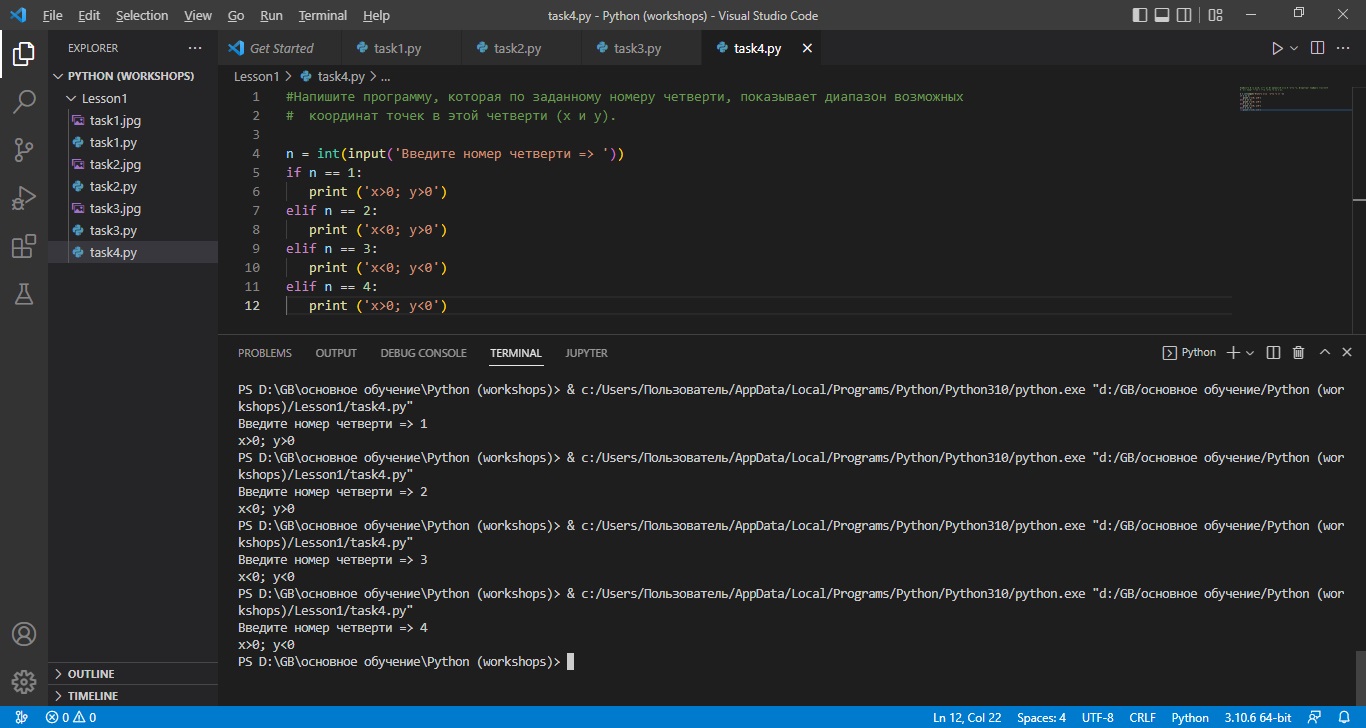 File Edit Selection View Go Run Terminal Help task4.py - Python (workshops) - Visual Studio Code
EXPLORER ...
Get Started task1.py task2.py task3.py task4.py
PYTHON (WORKSHOPS)
Lesson1
task1.jpg
task1.py
task2.jpg
task2.py
task3.jpg
task3.py
task4.py
OUTLINE
TIMELINE
Lesson1 > task4.py > ...
1 #Напишите программу, которая по заданному номеру четверти, показывает диапазон возможных
2 #  координат точек в этой четверти (x и y).
3
4 n = int(input('Введите номер четверти => '))
5 if n == 1:
6 print ('x>0; y>0')
7 elif n == 2:
8 print ('x<0; y>0')
9 elif n == 3:
10 print ('x<0; y<0')
11 elif n == 4:
12 print ('x>0; y<0')
PROBLEMS OUTPUT DEBUG CONSOLE TERMINAL JUPYTER Python
PS D:\GB\основное обучение\Python (workshops)> & c:/Users/Пользователь/AppData/Local/Programs/Python/Python310/python.exe "d:/GB/основное обучение/Python (wor
kshops)/Lesson1/task4.py"
Введите номер четверти => 1
x>0; y>0
PS D:\GB\основное обучение\Python (workshops)> & c:/Users/Пользователь/AppData/Local/Programs/Python/Python310/python.exe "d:/GB/основное обучение/Python (wor
kshops)/Lesson1/task4.py"
Введите номер четверти => 2
x<0; y>0
PS D:\GB\основное обучение\Python (workshops)> & c:/Users/Пользователь/AppData/Local/Programs/Python/Python310/python.exe "d:/GB/основное обучение/Python (wor
kshops)/Lesson1/task4.py"
Введите номер четверти => 3
x<0; y<0
PS D:\GB\основное обучение\Python (workshops)> & c:/Users/Пользователь/AppData/Local/Programs/Python/Python310/python.exe "d:/GB/основное обучение/Python (wor
kshops)/Lesson1/task4.py"
Введите номер четверти => 4
x>0; y<0
PS D:\GB\основное обучение\Python (workshops)>
0 0 Ln 12, Col 22 Spaces: 4 UTF-8 CRLF Python 3.10.6 64-bit